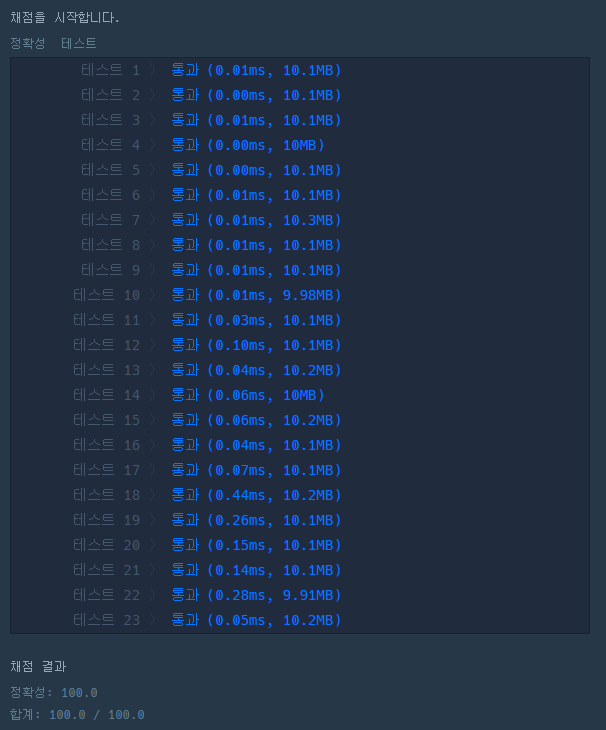 채점을 시작합니다.
정확성 테스트
테스트 1 〉 통과 (0.01ms, 10.1MB)
테스트 2 〉 통과 (0.00ms, 10.1MB)
테스트 3 〉 통과 (0.01ms, 10.1MB)
테스트 4 〉 통과 (0.00ms, 10MB)
테스트 5 〉 통과 (0.00ms, 10.1MB)
테스트 6 〉 통과 (0.01ms, 10.1MB)
테스트 7 〉 통과 (0.01ms, 10.3MB)
테스트 8 〉 통과 (0.01ms, 10.1MB)
테스트 9 〉 통과 (0.01ms, 10.1MB)
테스트 10 〉 통과 (0.01ms, 9.98MB)
테스트 11 〉 통과 (0.03ms, 10.1MB)
테스트 12 〉 통과 (0.10ms, 10.1MB)
테스트 13 〉 통과 (0.04ms, 10.2MB)
테스트 14 〉 통과 (0.06ms, 10MB)
테스트 15 〉 통과 (0.06ms, 10.2MB)
테스트 16 〉 통과 (0.04ms, 10.1MB)
테스트 17 〉 통과 (0.07ms, 10.1MB)
테스트 18 〉 통과 (0.44ms, 10.2MB)
테스트 19 〉 통과 (0.26ms, 10.1MB)
테스트 20 〉 통과 (0.15ms, 10.1MB)
테스트 21 〉 통과 (0.14ms, 10.1MB)
테스트 22 〉 통과 (0.28ms, 9.91MB)
테스트 23 〉 통과 (0.05ms, 10.2MB)
채점 결과
정확성: 100.0
합계: 100.0 / 100.0